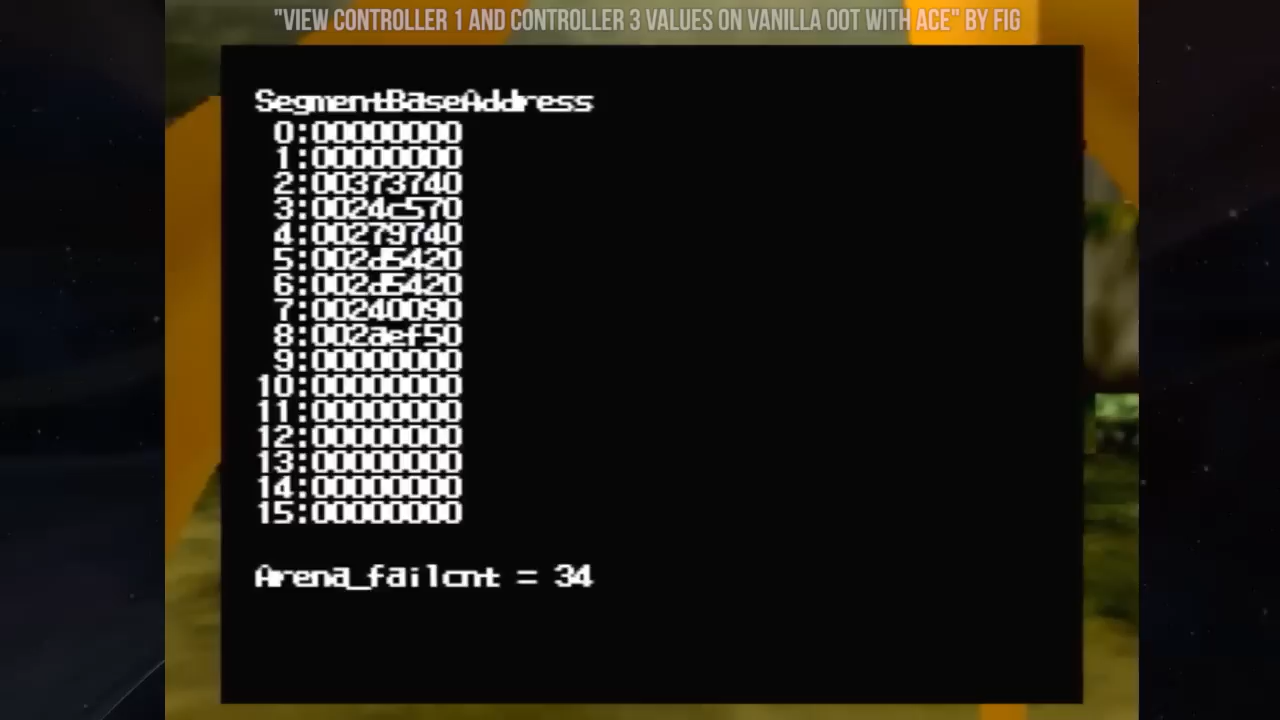 "VIEW CONTROLLER 1 AND CONTROLLER 3 VALUES ON VANILLA OOT WITH ACE" BY FIG
SegmentBaseAddress
0:00000000
1:00000000
2:00373740
3:0024c570
4:00279740
5:002d5420
6:002d5420
7:00240090
8:002aef50
9:00000000
10:00000000
11:00000000
12:00000000
13:00000000
14:00000000
15:00000000
Arena_failcnt = 34